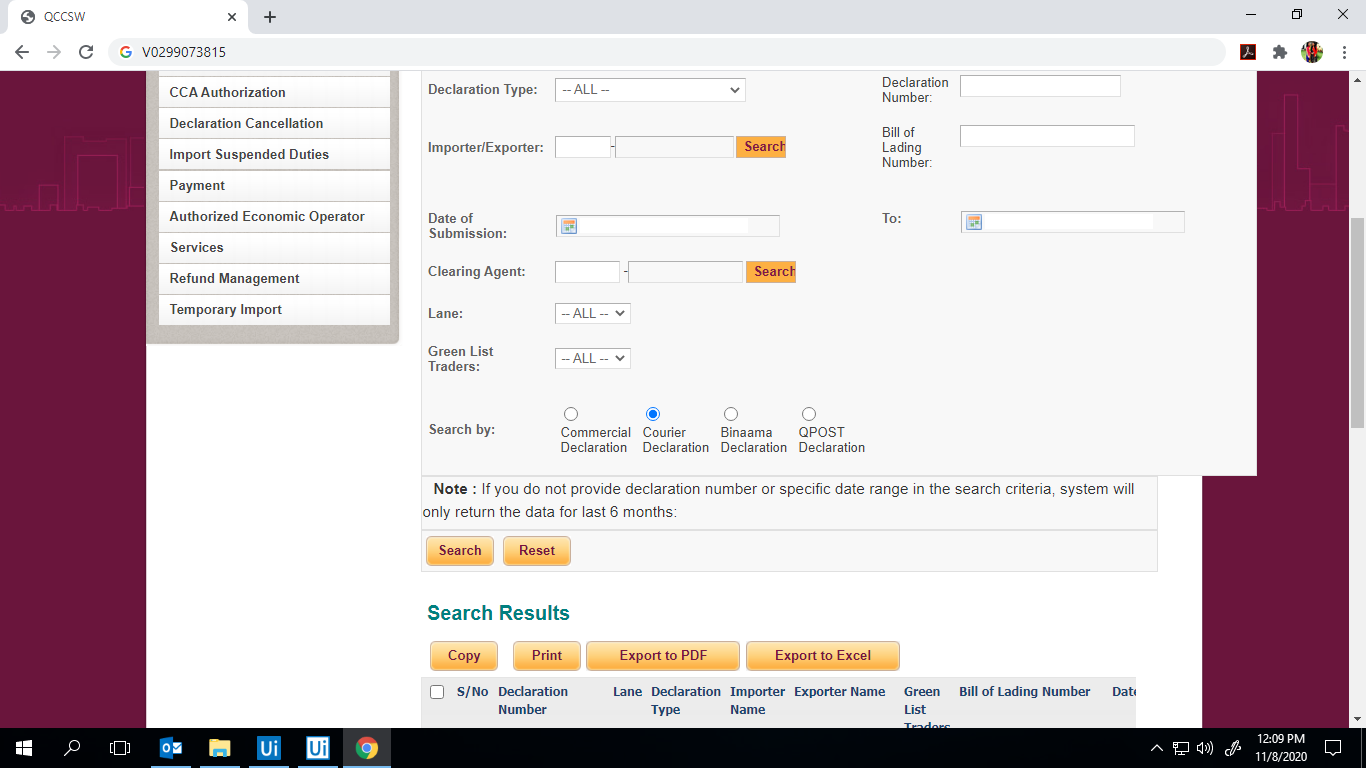 QCCSW
V0299073815
CCA Authorization
Declaration Cancellation
Import Suspended Duties
Payment
Authorized Economic Operator
Services
Refund Management
Temporary Import
Declaration Type: -- ALL -- Declaration
Number:
Importer/Exporter: - Search Bill of
Lading
Number:
Date of
Submission:
To:
Clearing Agent: - Search
Lane: -- ALL --
Green List
Traders: -- ALL --
Search by:
Commercial
Declaration
Courier
Declaration
Binaama
Declaration
QPOST
Declaration
Note : If you do not provide declaration number or specific date range in the search criteria, system will
only return the data for last 6 months:
Search Reset
Search Results
Copy Print Export to PDF Export to Excel
S/No Declaration
Number
Lane Declaration
Type
Importer
Name
Exporter Name Green
List
Traders
Bill of Lading Number Date
Ui Ui
12:09 PM
11/8/2020